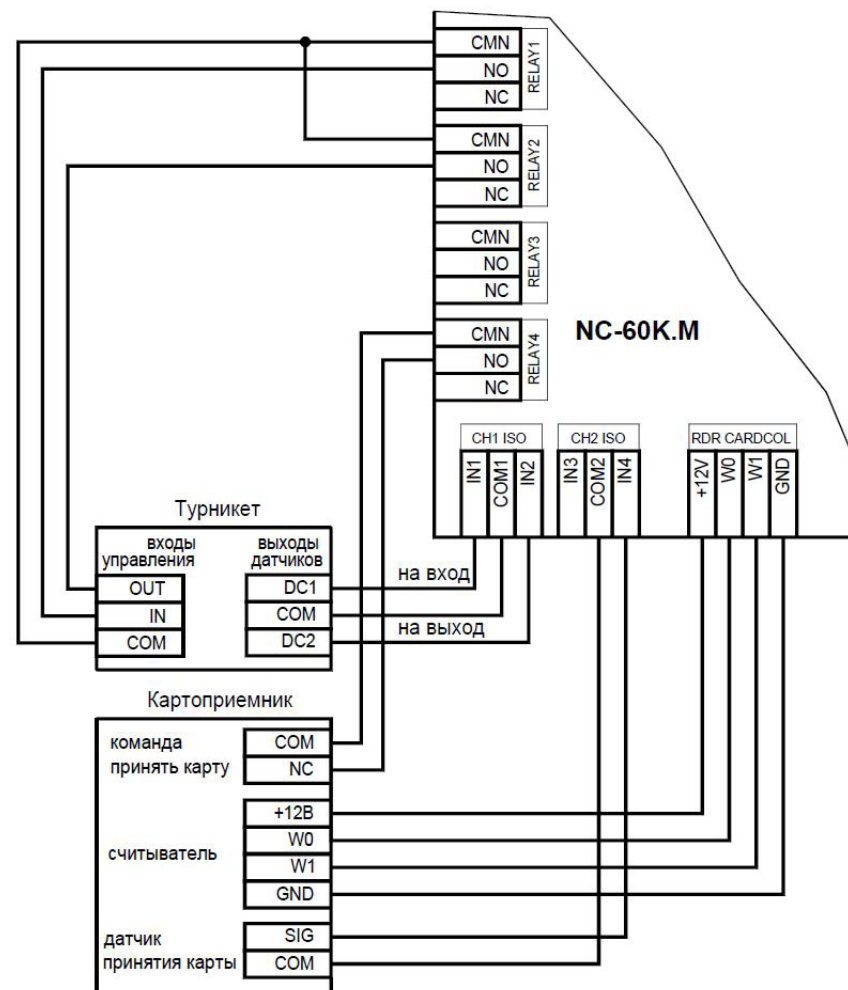 CMN
NO
NC
RELAY1
CMN
NO
NC
RELAY2
CMN
NO
NC
RELAY3
CMN
NO
NC
RELAY4
NC-60K.M
CH1 ISO
CH2 ISO
RDR CARDCOL
IN1
COM1
IN2
IN3
COM2
IN4
+12V
W0
W1
GND
Турникет
входы
управления
выходы
датчиков
OUT
IN
COM
DC1
COM
DC2
на вход
на выход
Картоприемник
команда
принять карту
COM
NC
считыватель
+12В
W0
W1
GND
датчик
принятия карты
SIG
COM